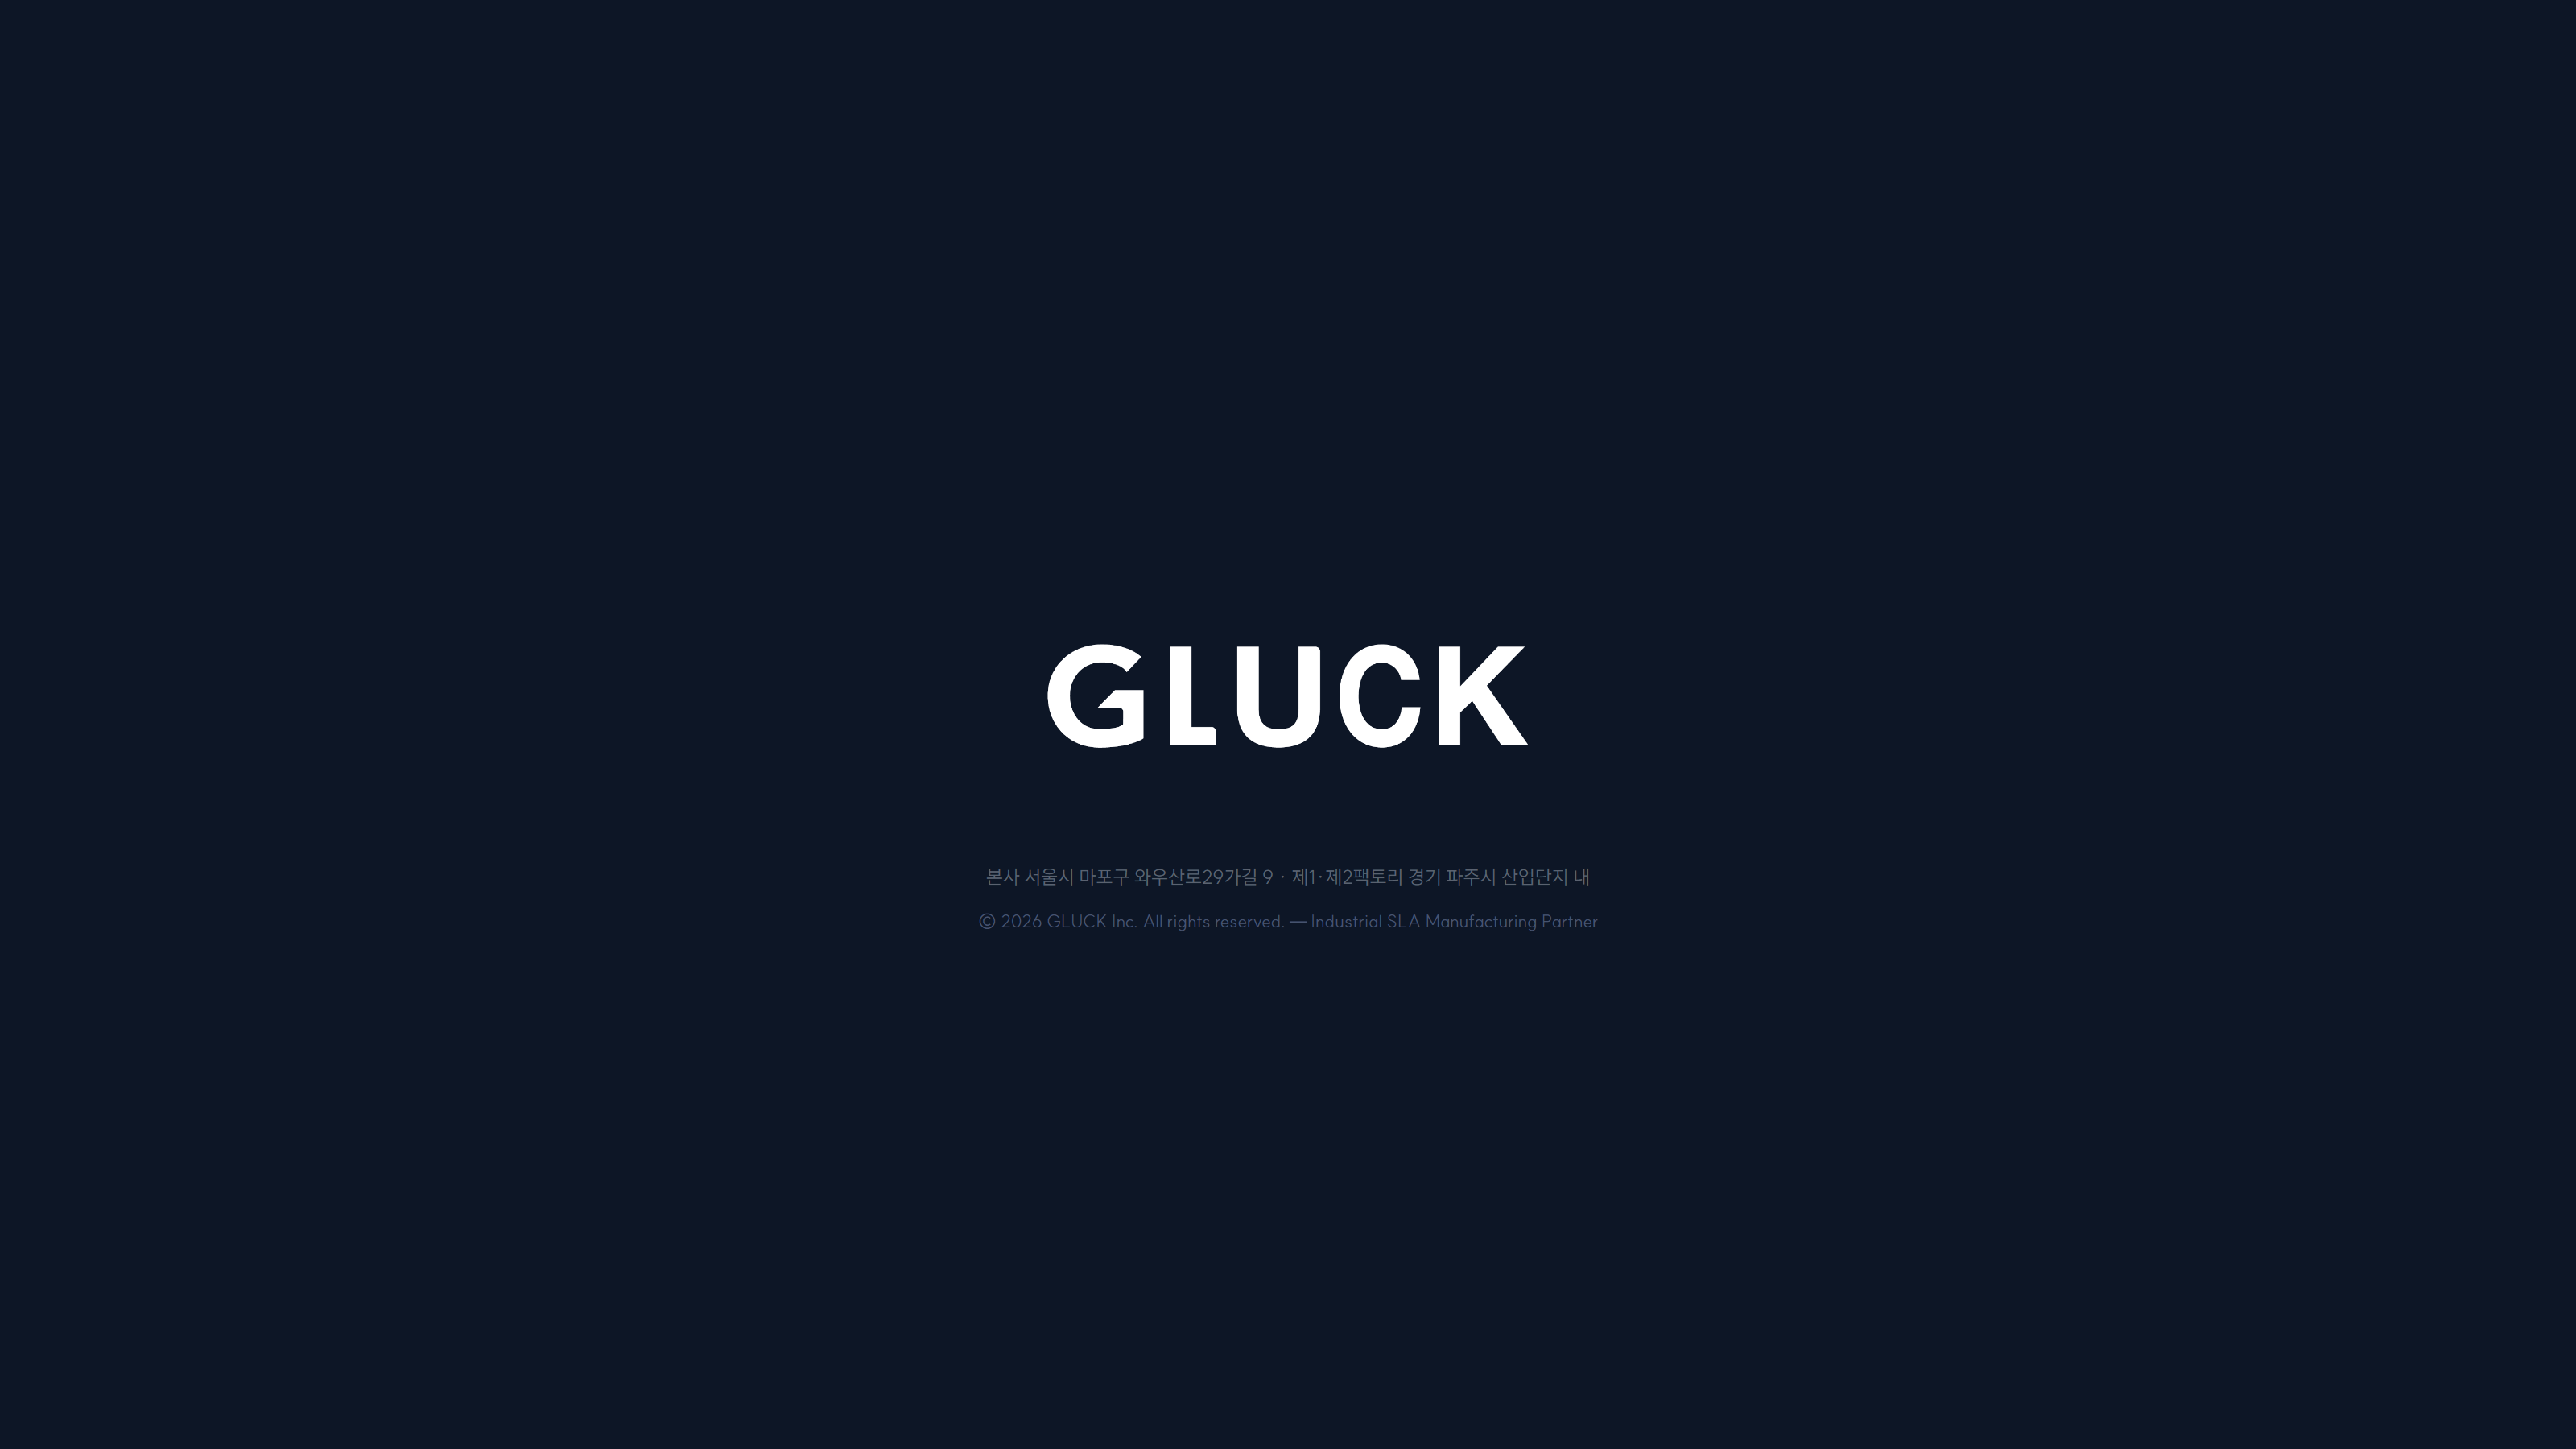 GLUCK
본사 서울시 마포구 와우산로29가길 9 · 제1·제2팩토리 경기 파주시 산업단지 내
© 2026 GLUCK Inc. All rights reserved. — Industrial SLA Manufacturing Partner